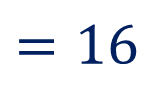 = 16